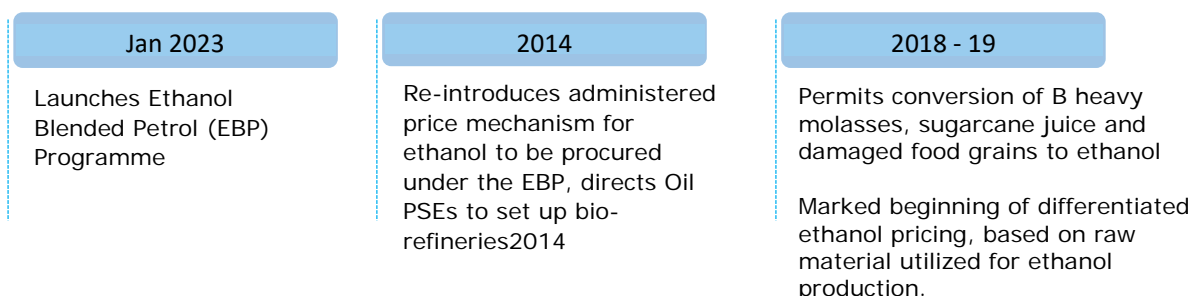 Jan 2023
Launches Ethanol
Blended Petrol (EBP)
Programme
2014
Re-introduces administered
price mechanism for
ethanol to be procured
under the EBP, directs Oil
PSEs to set up bio-
refineries2014
2018 - 19
Permits conversion of B heavy
molasses, sugarcane juice and
damaged food grains to ethanol
Marked beginning of differentiated
ethanol pricing, based on raw
material utilized for ethanol
production.